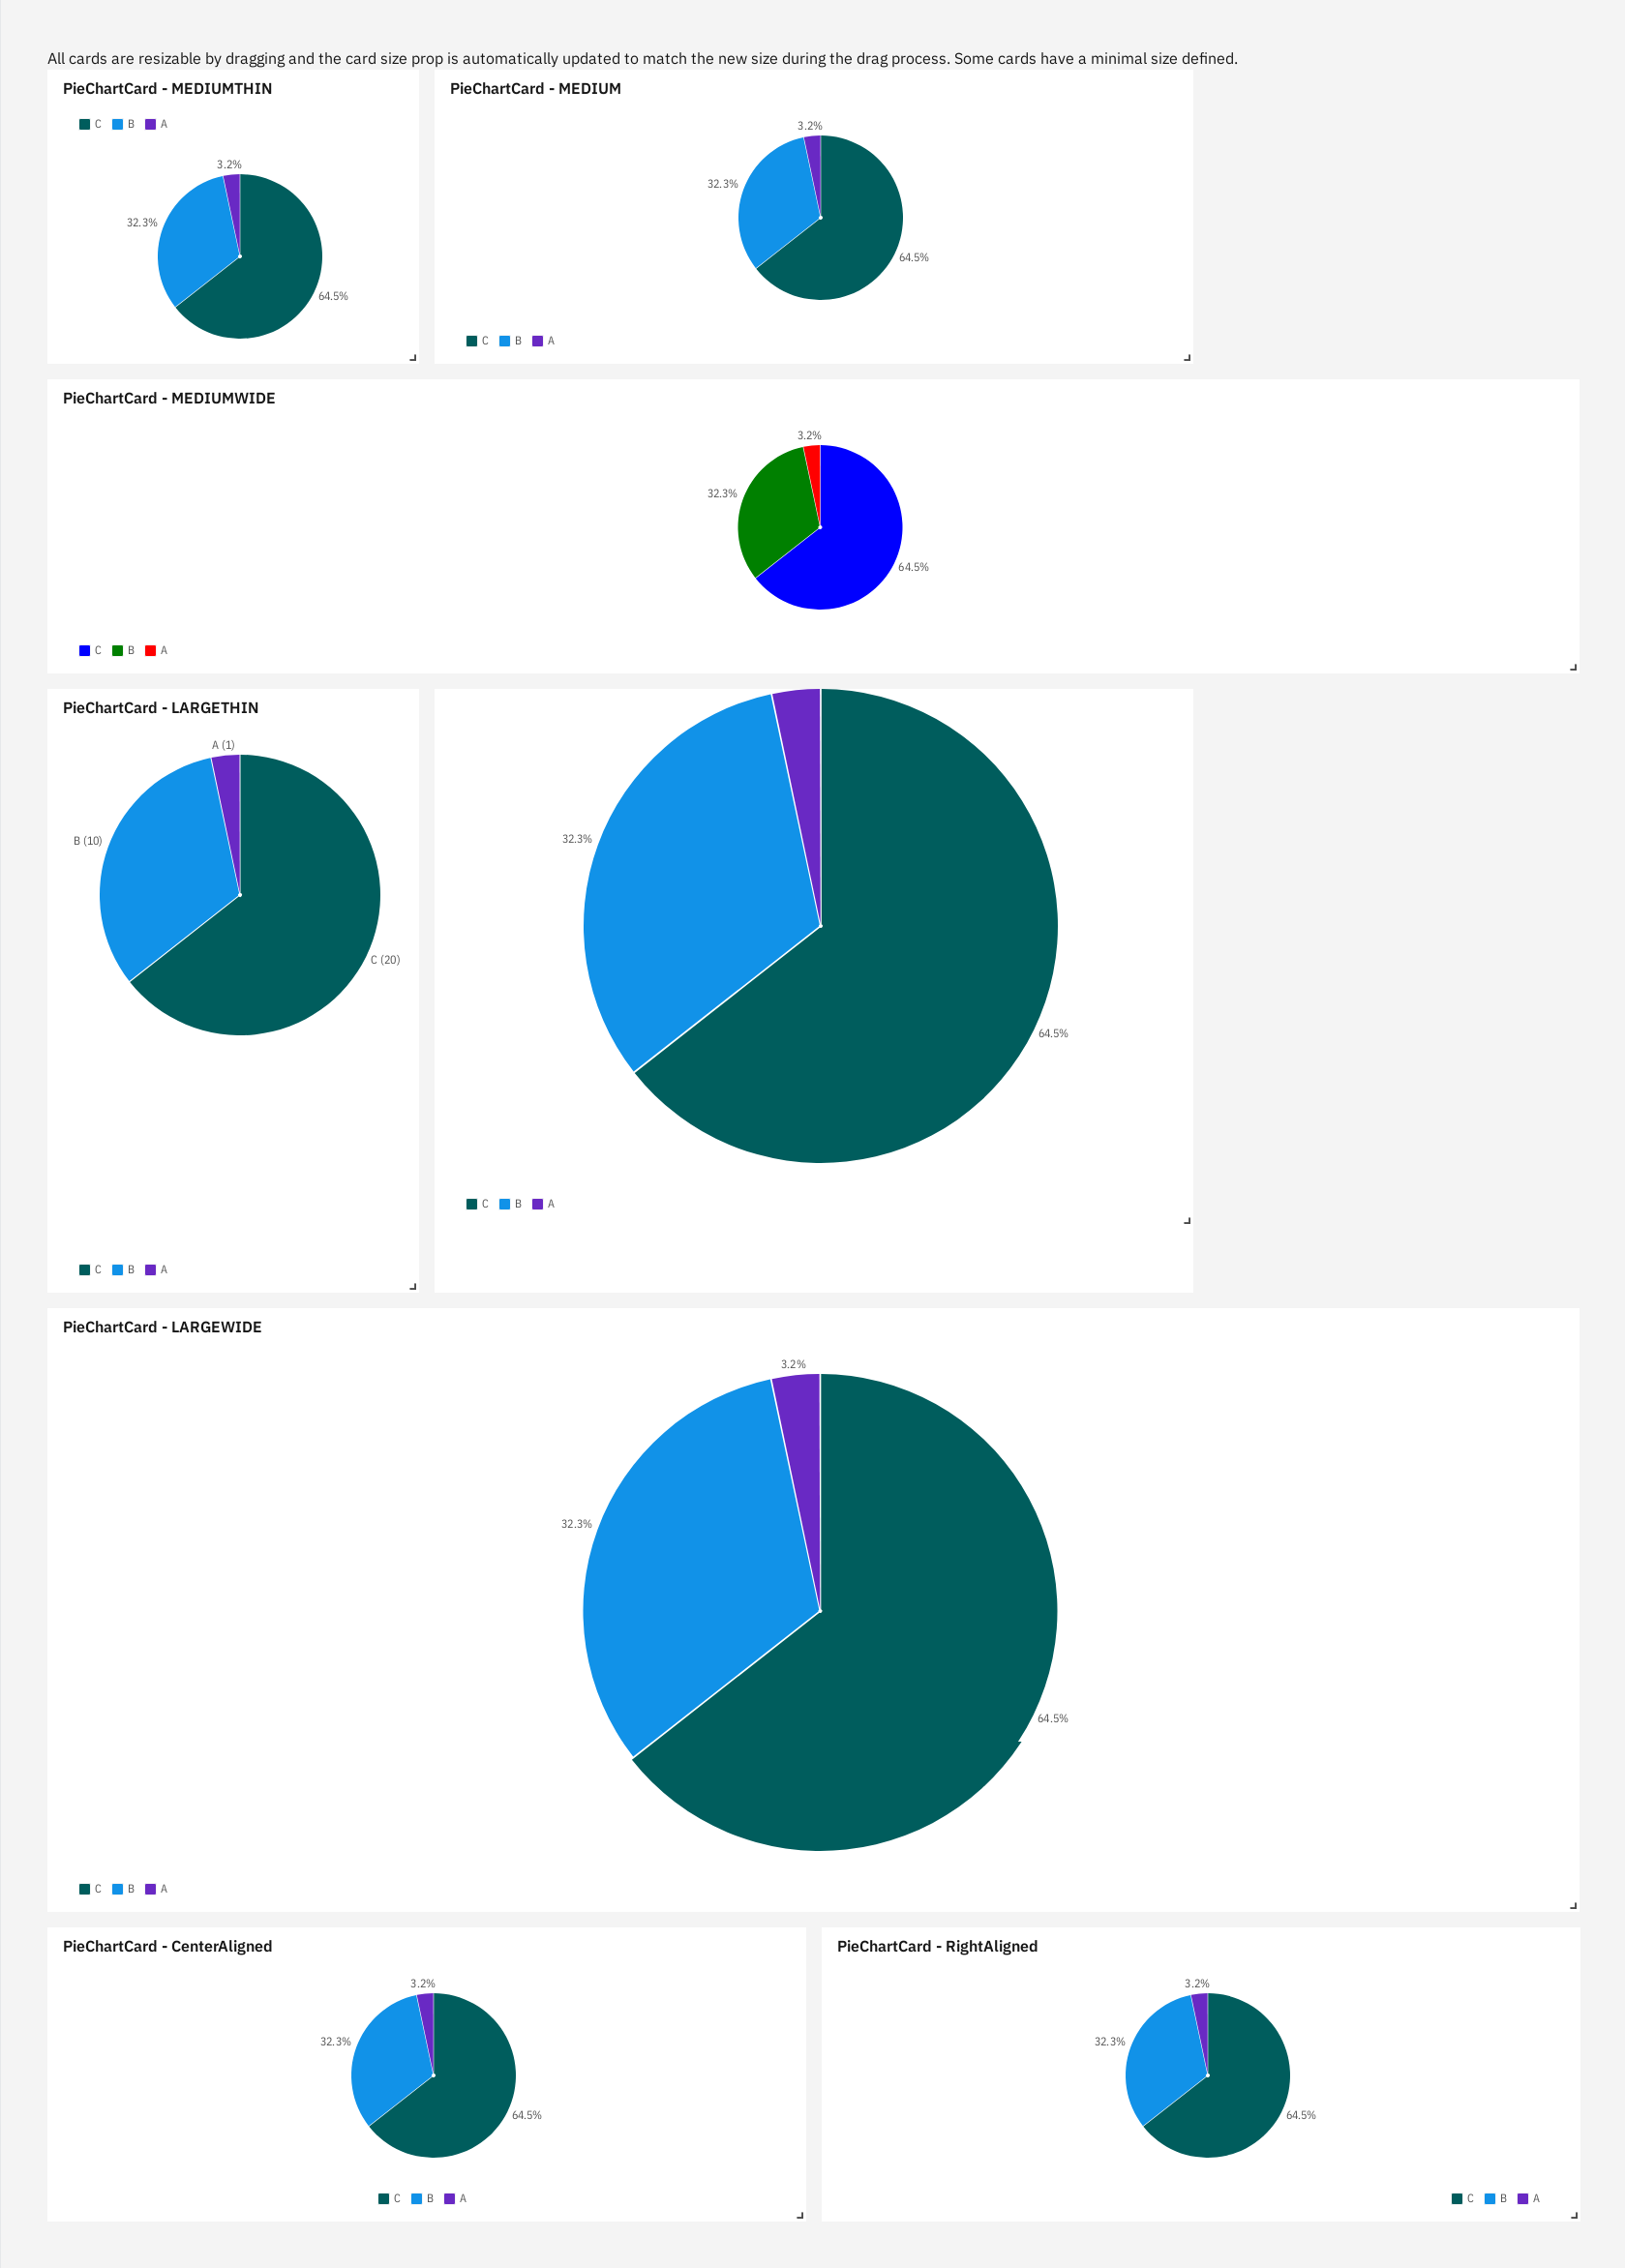 All cards are resizable by dragging and the card size prop is automatically updated to match the new size during the drag process. Some cards have a minimal size defined.
PieChartCard - MEDIUMTHIN
C B A
3.2%
32.3%
64.5%
PieChartCard - MEDIUM
3.2%
32.3%
64.5%
C B A
PieChartCard - MEDIUMWIDE
3.2%
32.3%
64.5%
C B A
PieChartCard - LARGETHIN
A (1)
B (10)
C (20)
C B A
32.3%
64.5%
C B A
PieChartCard - LARGEWIDE
3.2%
32.3%
64.5%
C B A
PieChartCard - CenterAligned
3.2%
32.3%
64.5%
C B A
PieChartCard - RightAligned
3.2%
32.3%
64.5%
C B A